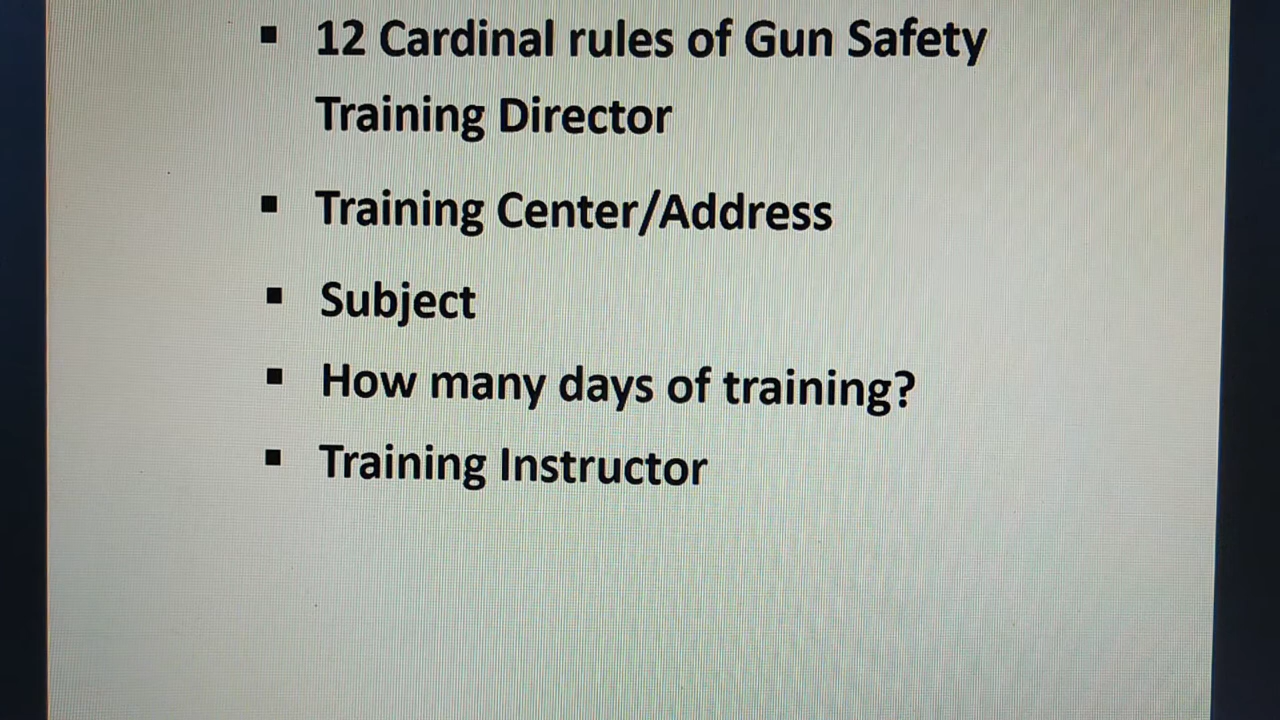 ▪ 12 Cardinal rules of Gun Safety
Training Director
▪ Training Center/Address
▪ Subject
▪ How many days of training?
▪ Training Instructor